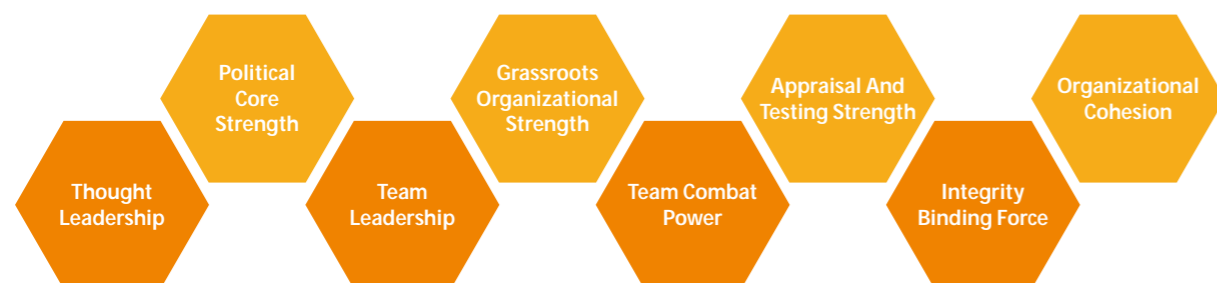 Thought
Leadership
Political
Core
Strength
Team
Leadership
Grassroots
Organizational
Strength
Team Combat
Power
Appraisal And
Testing Strength
Integrity
Binding Force
Organizational
Cohesion